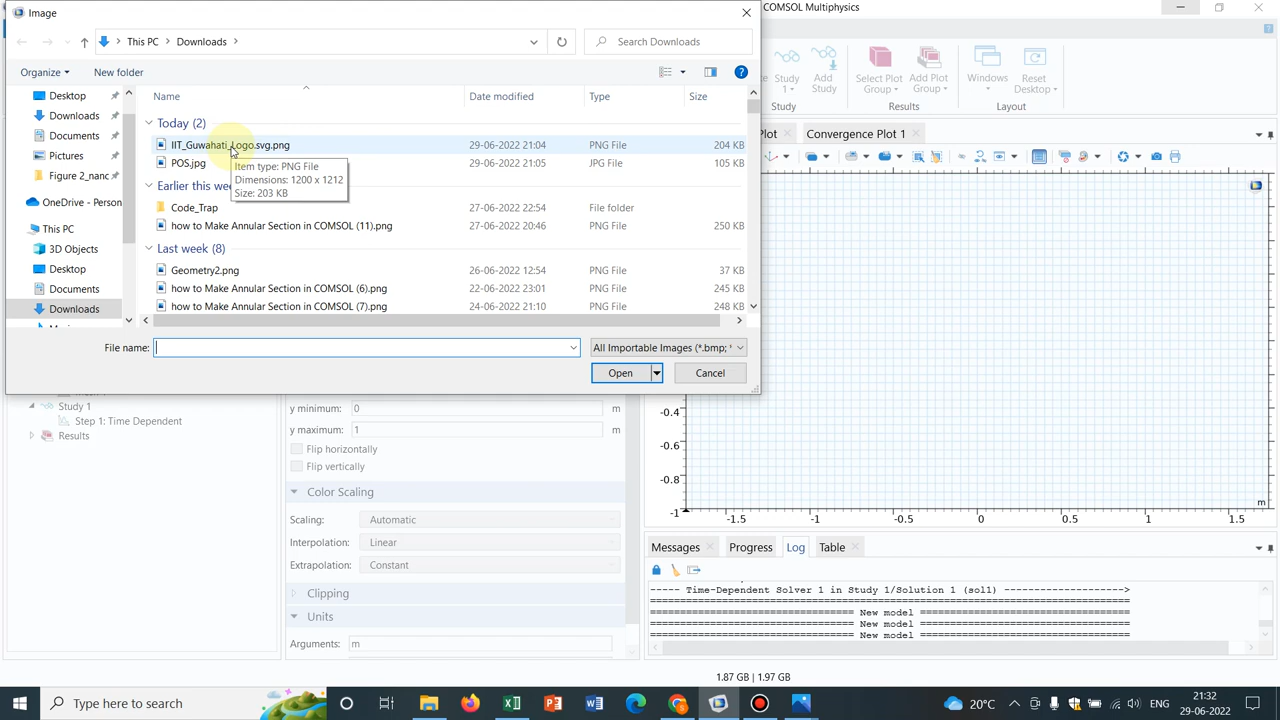 Image
COMSOL Multiphysics
This PC
Downloads
Search Downloads
Organize
New folder
Study
1
Add
Study
Select Plot
Group
Add Plot
Group
Windows
Reset
Desktop
Study
Results
Layout
Desktop
Downloads
Documents
Pictures
Figure 2_nanc
OneDrive - Person
This PC
3D Objects
Desktop
Documents
Downloads
Name
Date modified
Type
Size
Today (2)
IIT_Guwahati_Logo.svg.png 29-06-2022 21:04 PNG File 204 KB
POS.jpg 29-06-2022 21:05 JPG File 105 KB
Item type: PNG File
Dimensions: 1200 x 1212
Size: 203 KB
Earlier this we
Code_Trap 27-06-2022 22:54 File folder
how to Make Annular Section in COMSOL (11).png 27-06-2022 20:46 PNG File 250 KB
Last week (8)
Geometry2.png 26-06-2022 12:54 PNG File 37 KB
how to Make Annular Section in COMSOL (6).png 22-06-2022 23:01 PNG File 245 KB
how to Make Annular Section in COMSOL (7).png 24-06-2022 21:10 PNG File 248 KB
File name:
All Importable Images (*.bmp; *
Open
Cancel
Plot
Convergence Plot 1
Study 1
Step 1: Time Dependent
Results
y minimum: 0 m
y maximum: 1 m
Flip horizontally
Flip vertically
Color Scaling
Scaling: Automatic
Interpolation: Linear
Extrapolation: Constant
Clipping
Units
Arguments: m
-0.4
-0.6
-0.8
-1
m
-1.5 -1 -0.5 0 0.5 1 1.5
Messages
Progress
Log
Table
----- Time-Dependent Solver 1 in Study 1/Solution 1 (sol1) ---------------------->
================================ New model =================================
================================ New model =================================
================================ New model =================================
1.87 GB | 1.97 GB
Type here to search
20°C
ENG
21:32
29-06-2022